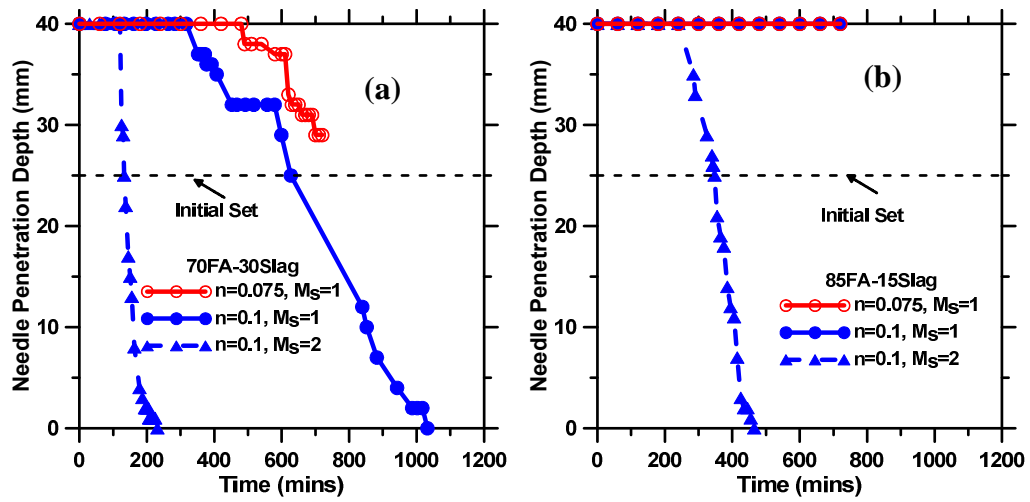 40
30
20
10
0
Needle Penetration Depth (mm)
(a)
Initial Set
70FA-30Slag
n=0.075, MS=1
n=0.1, MS=1
n=0.1, MS=2
0 200 400 600 800 1000 1200
Time (mins)
40
30
20
10
0
Needle Penetration Depth (mm)
(b)
Initial Set
85FA-15Slag
n=0.075, MS=1
n=0.1, MS=1
n=0.1, MS=2
0 200 400 600 800 1000 1200
Time (mins)